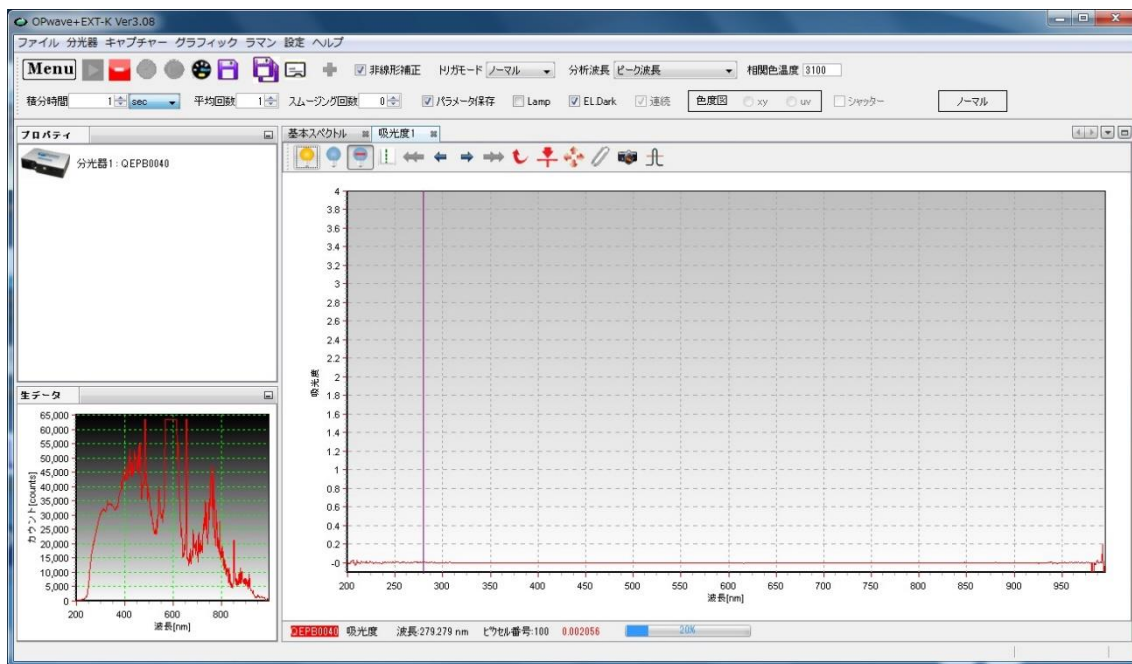 OPwave+EXT-K Ver3.08
ファイル 分光器 キャプチャー グラフィック ラマン 設定 ヘルプ
Menu 非線形補正 トリガモード ノーマル 分析波長 ピーク波長 相関色温度 3100
積分時間 1 sec 平均回数 1 スムージング回数 0 パラメータ保存 Lamp EL.Dark 連続 色度図 xy uv シャッター ノーマル
プロパティ
分光器1 : QEPB0040
基本スペクトル 吸光度1
4
3.8
3.6
3.4
3.2
3
2.8
2.6
2.4
2.2
2
1.8
1.6
1.4
1.2
1
0.8
0.6
0.4
0.2
-0
吸光度
200 250 300 350 400 450 500 550 600 650 700 750 800 850 900 950
波長[nm]
生データ
65,000
60,000
55,000
50,000
45,000
40,000
35,000
30,000
25,000
20,000
15,000
10,000
5,000
0
カウント[counts]
200 400 600 800
波長[nm]
QEPB0040 吸光度 波長:279.279 nm ピクセル番号:100 0.002056 20%